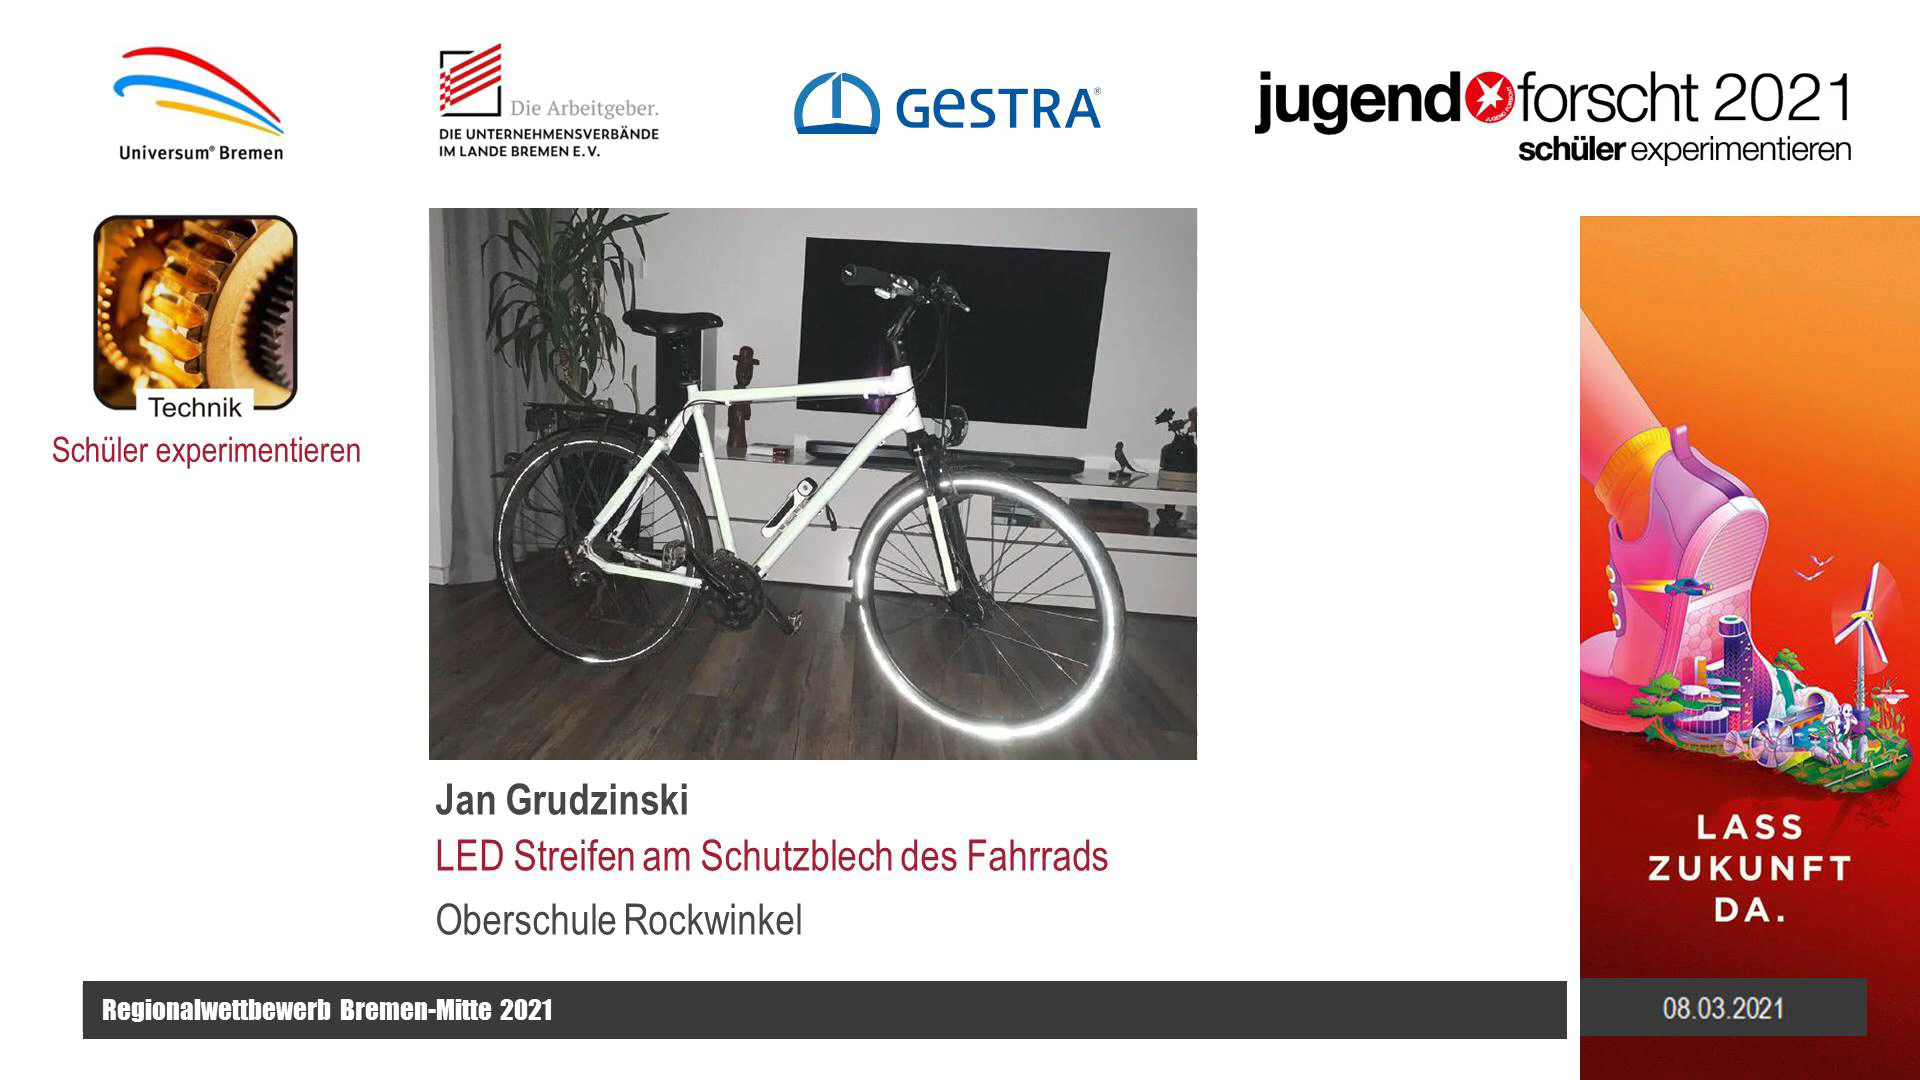 Universum® Bremen
Die Arbeitgeber.
DIE UNTERNEHMENSVERBÄNDE
IM LANDE BREMEN E.V.
GESTRA®
jugend forscht 2021
JUGEND FORSCHT
schüler experimentieren
Technik
Schüler experimentieren
Jan Grudzinski
LED Streifen am Schutzblech des Fahrrads
Oberschule Rockwinkel
LASS
ZUKUNFT
DA.
Regionalwettbewerb Bremen-Mitte 2021
08.03.2021